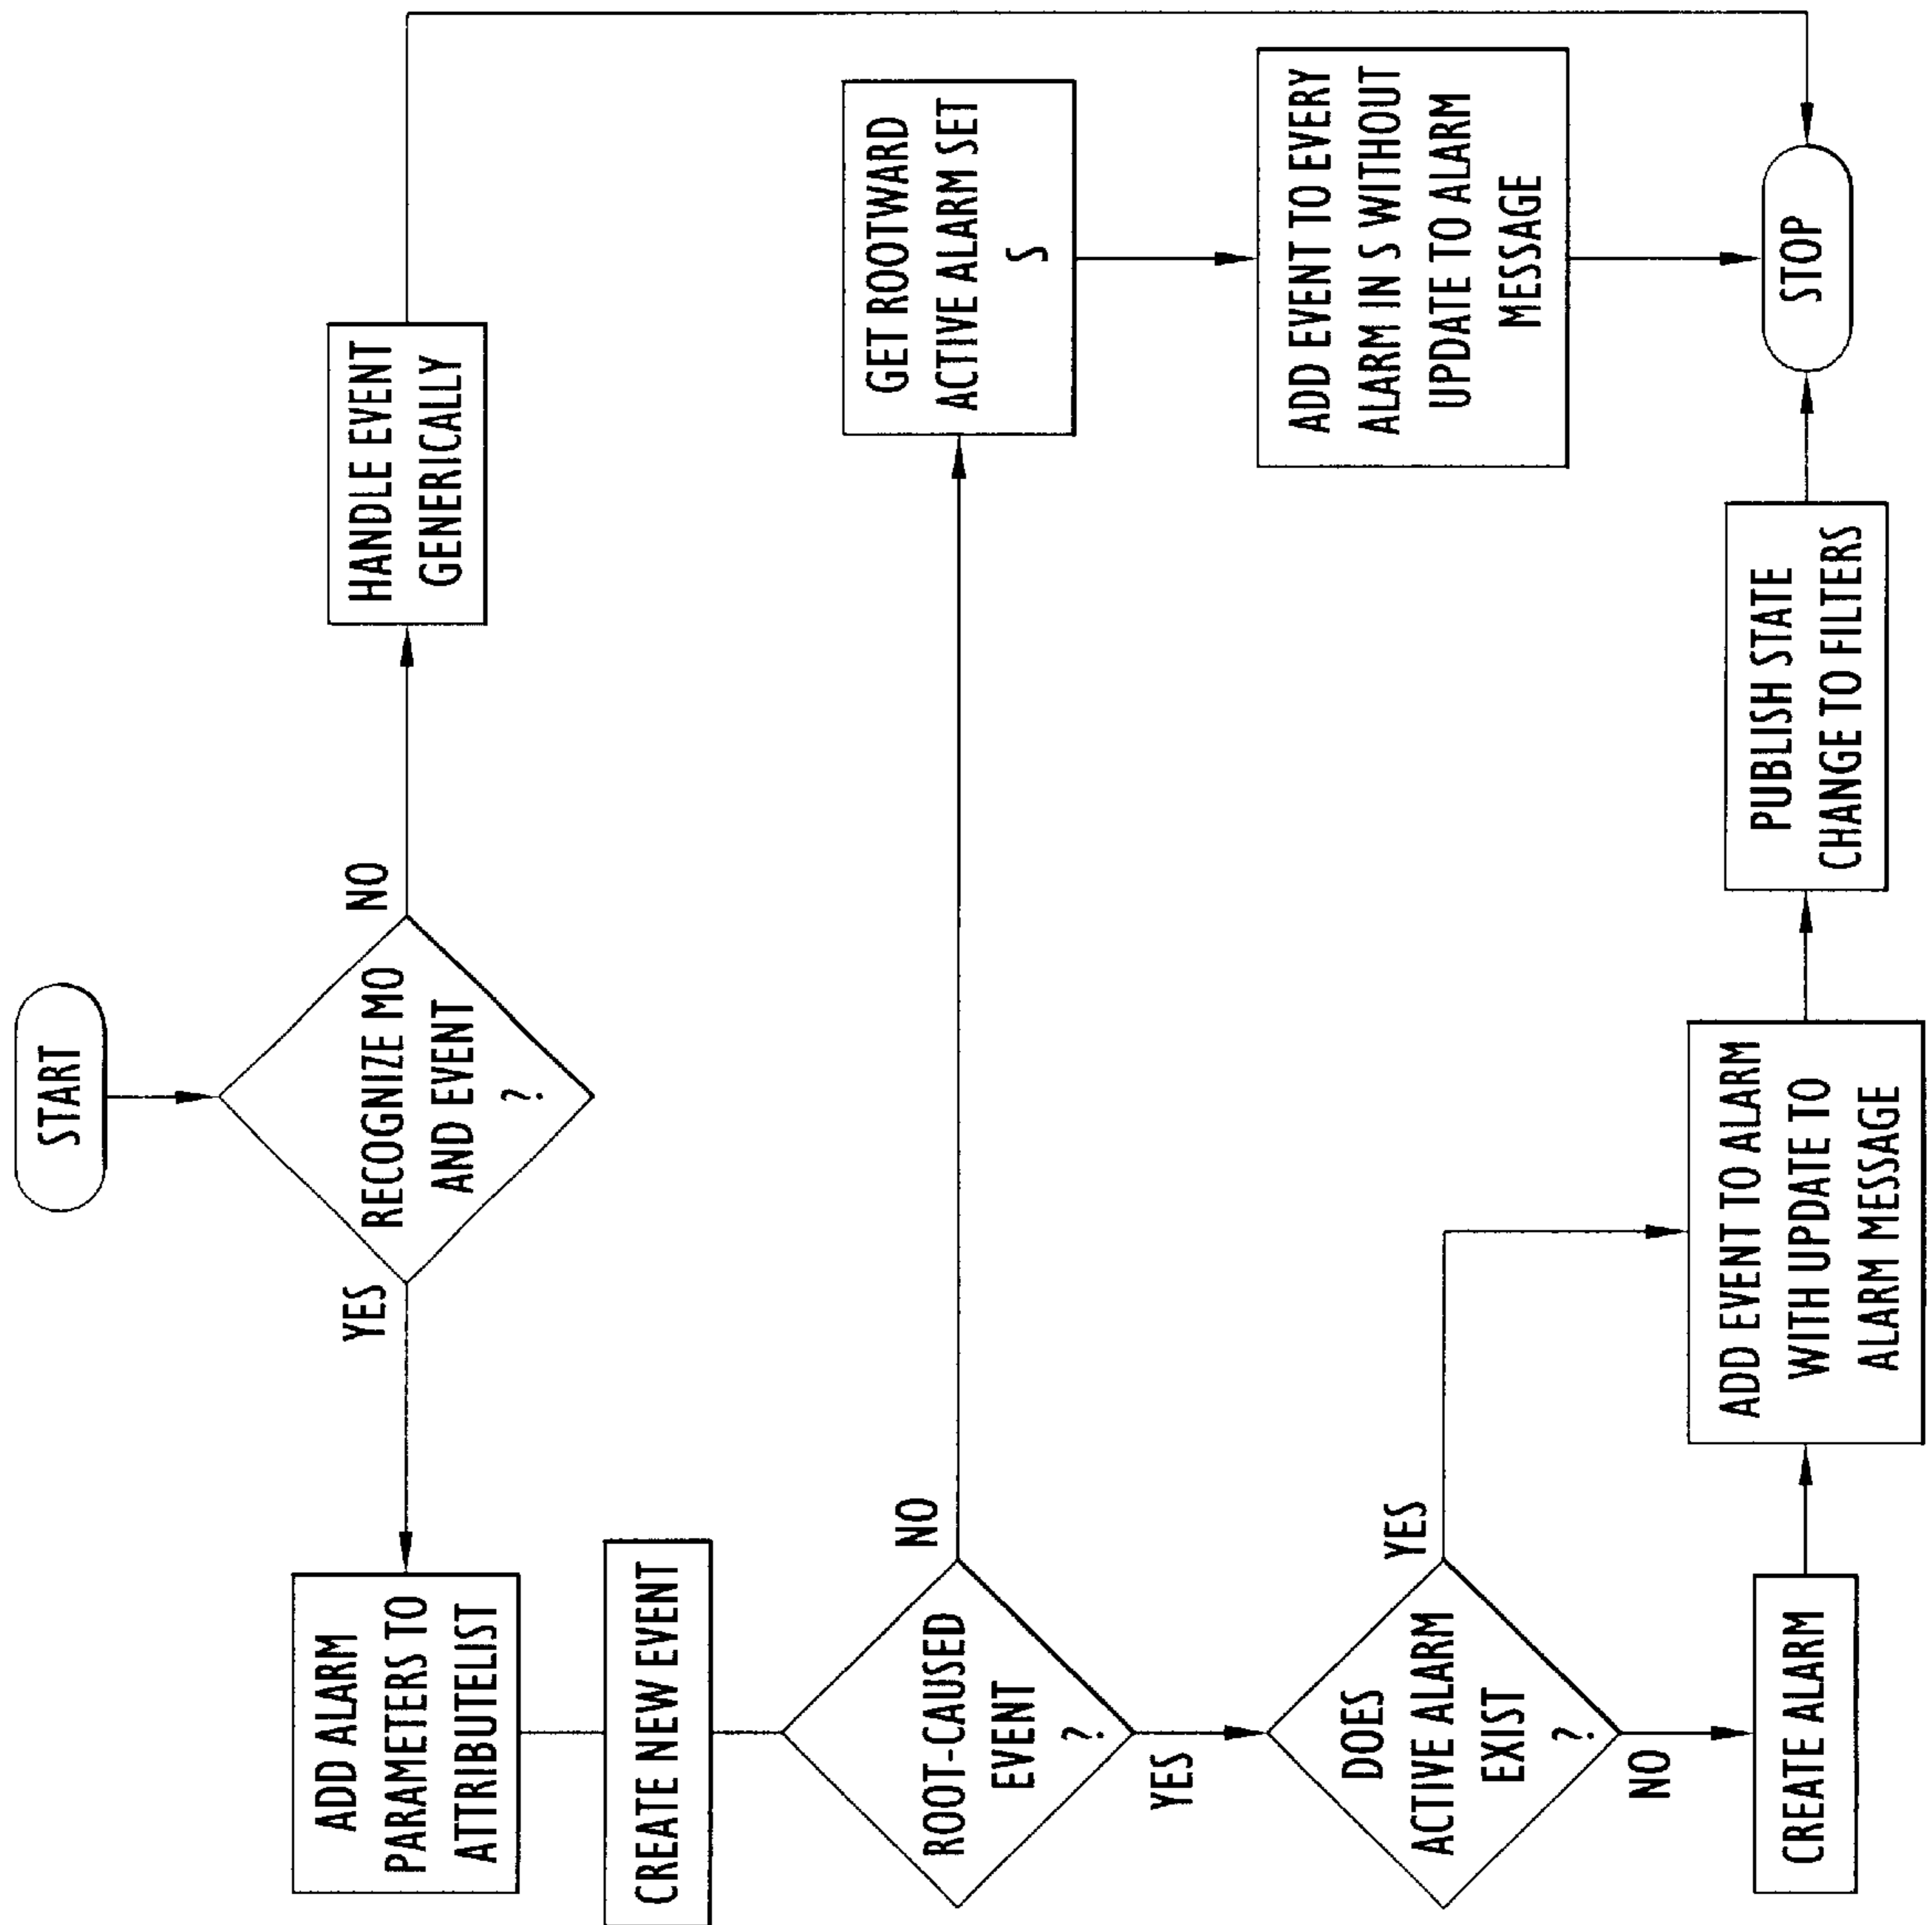 START
RECOGNIZE MO
AND EVENT
?
NO
HANDLE EVENT
GENERICALLY
YES
ADD ALARM
PARAMETERS TO
ATTRIBUTELIST
CREATE NEW EVENT
ROOT-CAUSED
EVENT
?
NO
GET ROOTWARD
ACTIVE ALARM SET
S
ADD EVENT TO EVERY
ALARM IN S WITHOUT
UPDATE TO ALARM
MESSAGE
YES
DOES
ACTIVE ALARM
EXIST
?
YES
NO
CREATE ALARM
ADD EVENT TO ALARM
WITH UPDATE TO
ALARM MESSAGE
PUBLISH STATE
CHANGE TO FILTERS
STOP